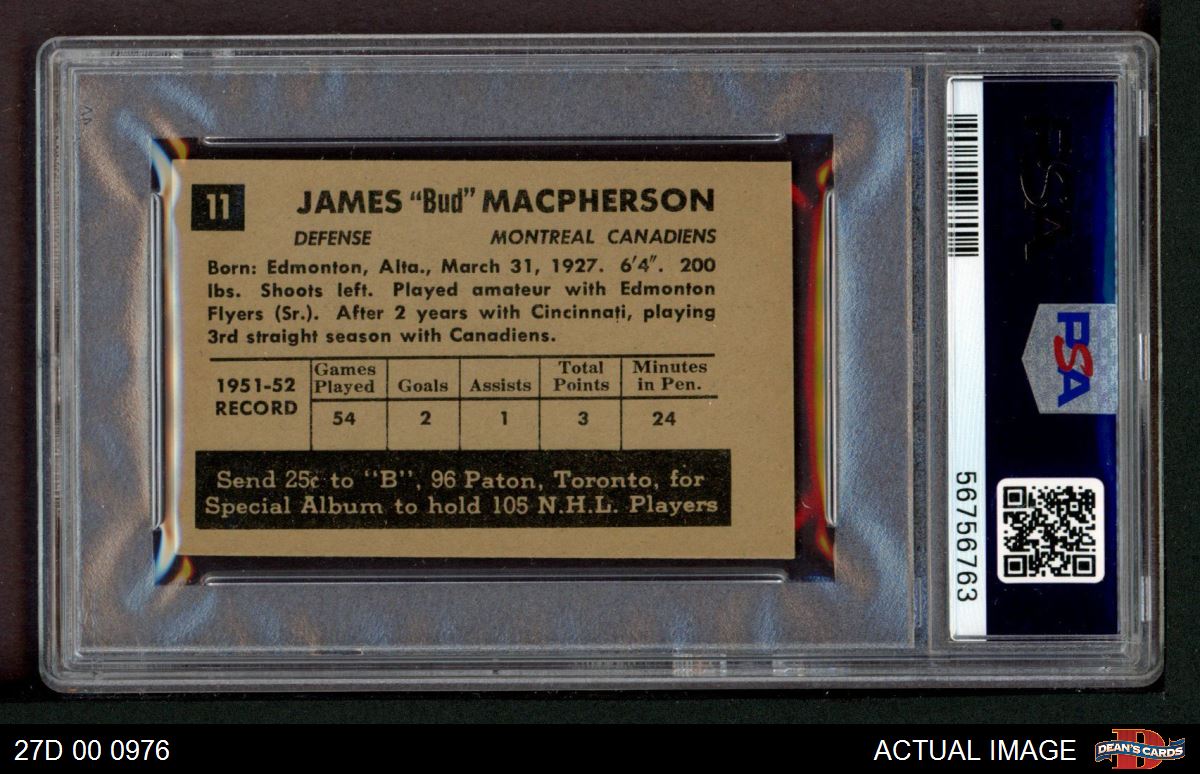 11
JAMES "Bud" MACPHERSON
DEFENSE MONTREAL CANADIENS
Born: Edmonton, Alta., March 31, 1927. 6'4". 200
lbs. Shoots left. Played amateur with Edmonton
Flyers (Sr.). After 2 years with Cincinnati, playing
3rd straight season with Canadiens.
1951-52 RECORD
Games Played Goals Assists Total Points Minutes in Pen.
54 2 1 3 24
Send 25¢ to "B", 96 Paton, Toronto, for
Special Album to hold 105 N.H.L. Players
PSA
PSA
56756763
27D 00 0976
ACTUAL IMAGE
DEAN'S CARDS